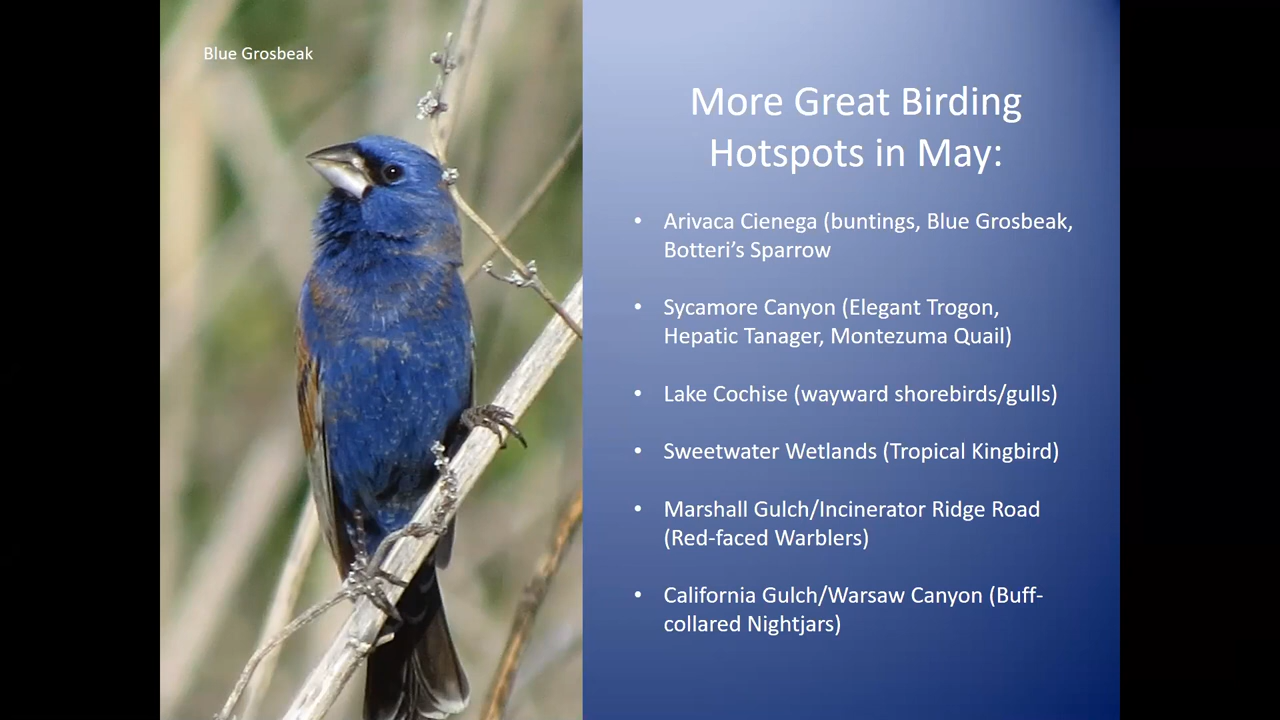 Blue Grosbeak
More Great Birding
Hotspots in May:
• Arivaca Cienega (buntings, Blue Grosbeak,
Botteri’s Sparrow
• Sycamore Canyon (Elegant Trogon,
Hepatic Tanager, Montezuma Quail)
• Lake Cochise (wayward shorebirds/gulls)
• Sweetwater Wetlands (Tropical Kingbird)
• Marshall Gulch/Incinerator Ridge Road
(Red-faced Warblers)
• California Gulch/Warsaw Canyon (Buff-
collared Nightjars)